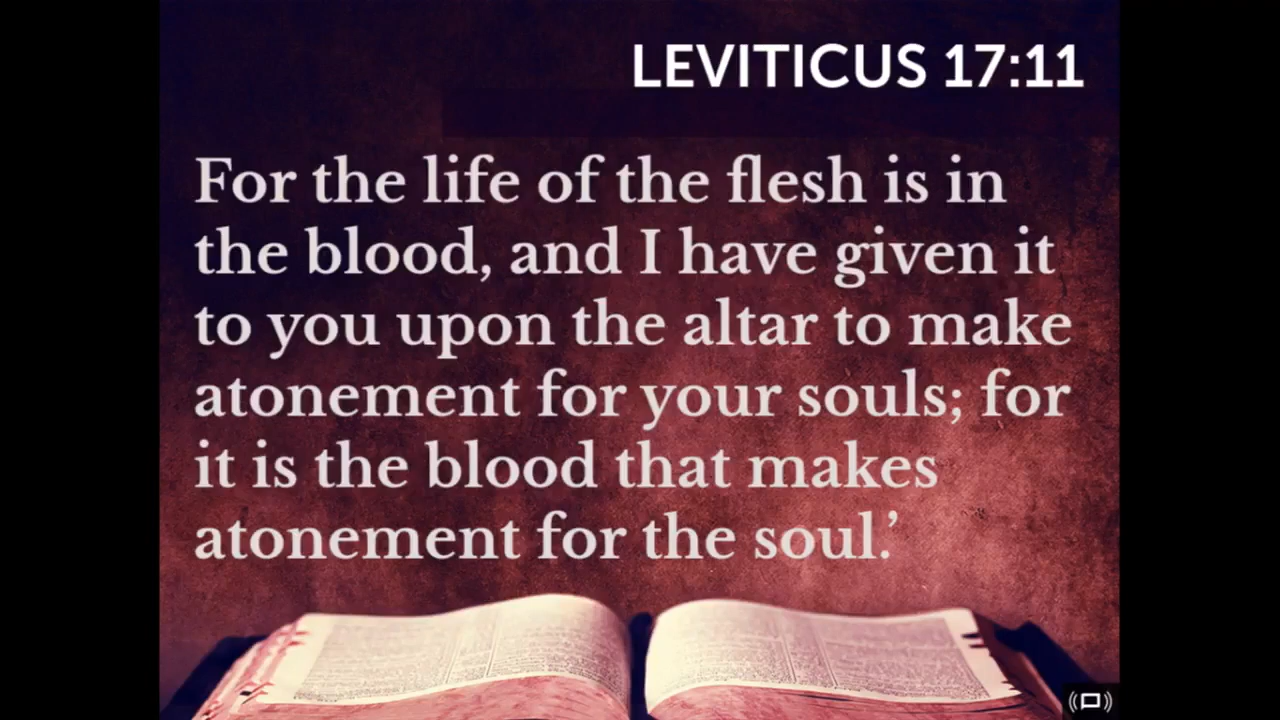 LEVITICUS 17:11
For the life of the flesh is in
the blood, and I have given it
to you upon the altar to make
atonement for your souls; for
it is the blood that makes
atonement for the soul.’